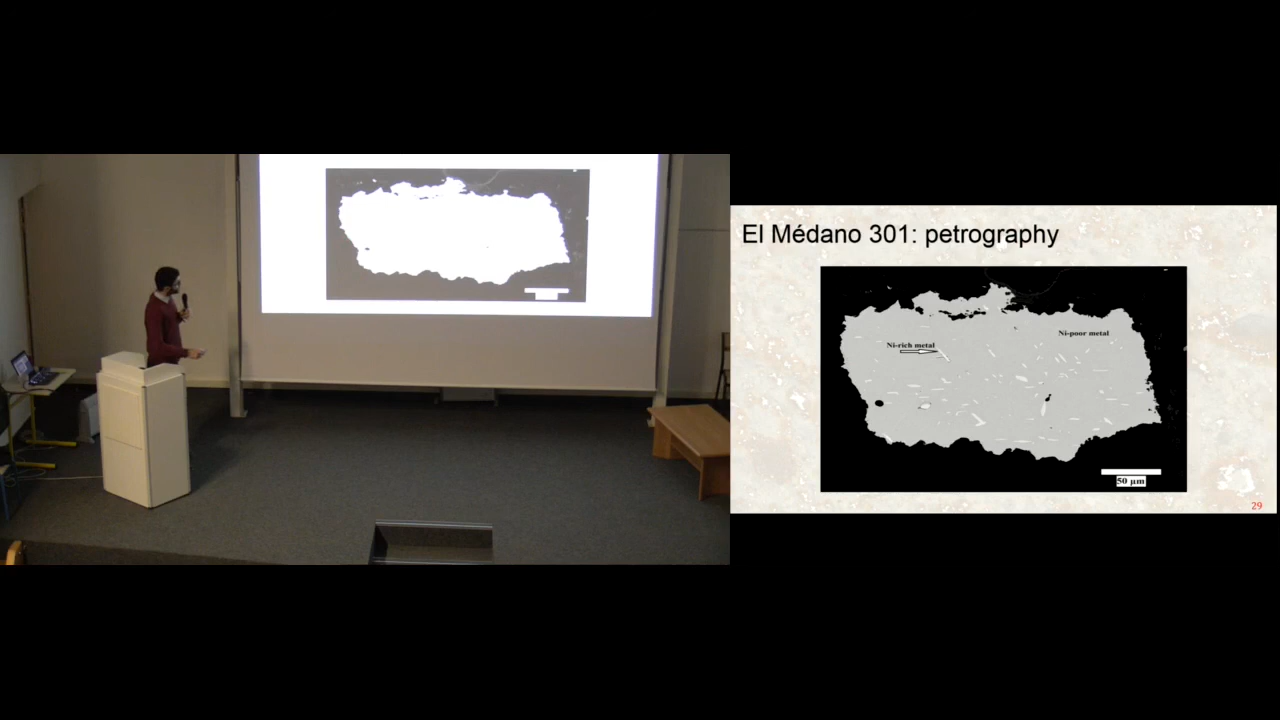 El Médano 301: petrography
Ni-poor metal
Ni-rich metal
50 µm
29